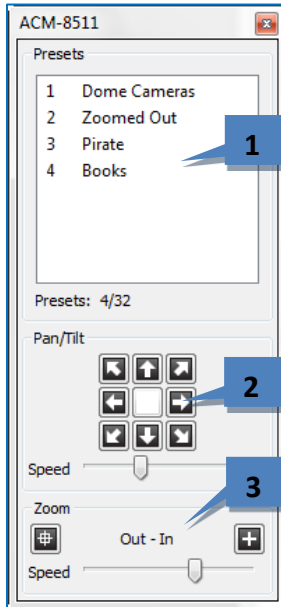 ACM-8511
Presets
1 Dome Cameras
2 Zoomed Out
3 Pirate
4 Books
1
Presets: 4/32
Pan/Tilt
2
Speed
3
Zoom
Out - In
Speed